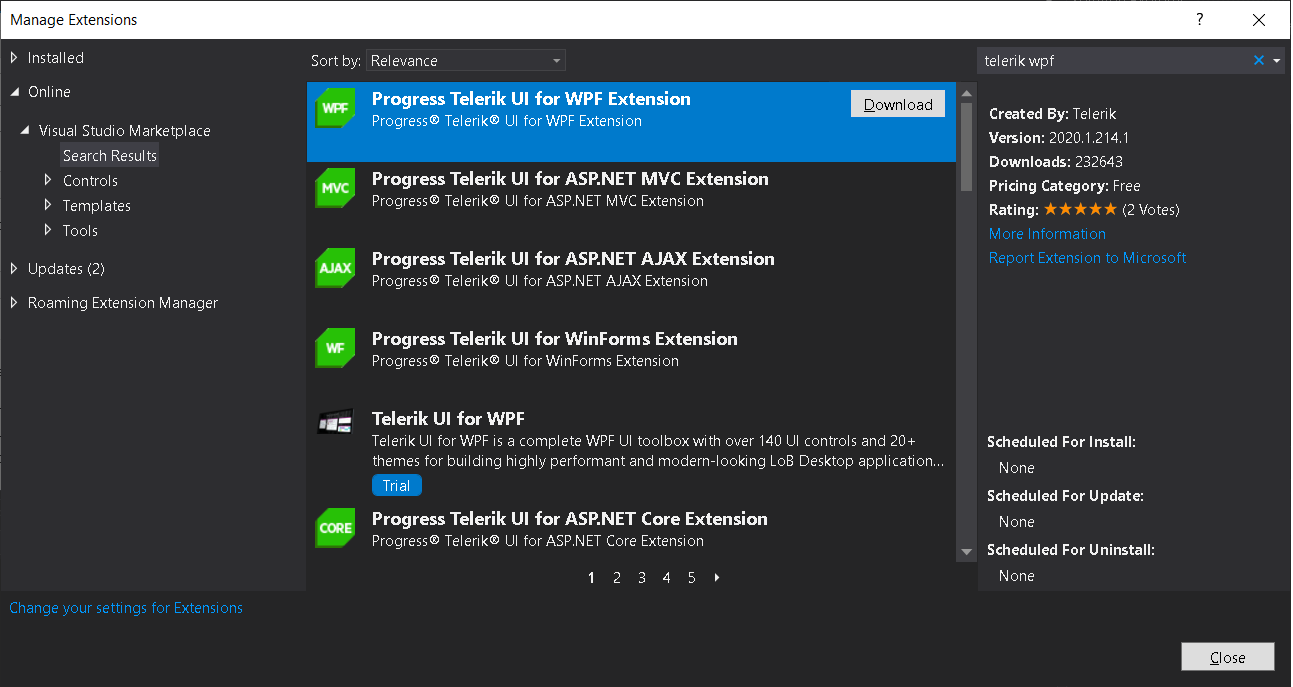 Manage Extensions
?
Installed
Online
Visual Studio Marketplace
Search Results
Controls
Templates
Tools
Updates (2)
Roaming Extension Manager
Change your settings for Extensions
Sort by: Relevance
WPF
Progress Telerik UI for WPF Extension
Progress® Telerik® UI for WPF Extension
Download
MVC
Progress Telerik UI for ASP.NET MVC Extension
Progress® Telerik® UI for ASP.NET MVC Extension
AJAX
Progress Telerik UI for ASP.NET AJAX Extension
Progress® Telerik® UI for ASP.NET AJAX Extension
WF
Progress Telerik UI for WinForms Extension
Progress® Telerik® UI for WinForms Extension
Telerik UI for WPF
Telerik UI for WPF is a complete WPF UI toolbox with over 140 UI controls and 20+
themes for building highly performant and modern-looking LoB Desktop application...
Trial
CORE
Progress Telerik UI for ASP.NET Core Extension
Progress® Telerik® UI for ASP.NET Core Extension
1 2 3 4 5
telerik wpf
Created By: Telerik
Version: 2020.1.214.1
Downloads: 232643
Pricing Category: Free
Rating: ★★★★★ (2 Votes)
More Information
Report Extension to Microsoft
Scheduled For Install:
None
Scheduled For Update:
None
Scheduled For Uninstall:
None
Close